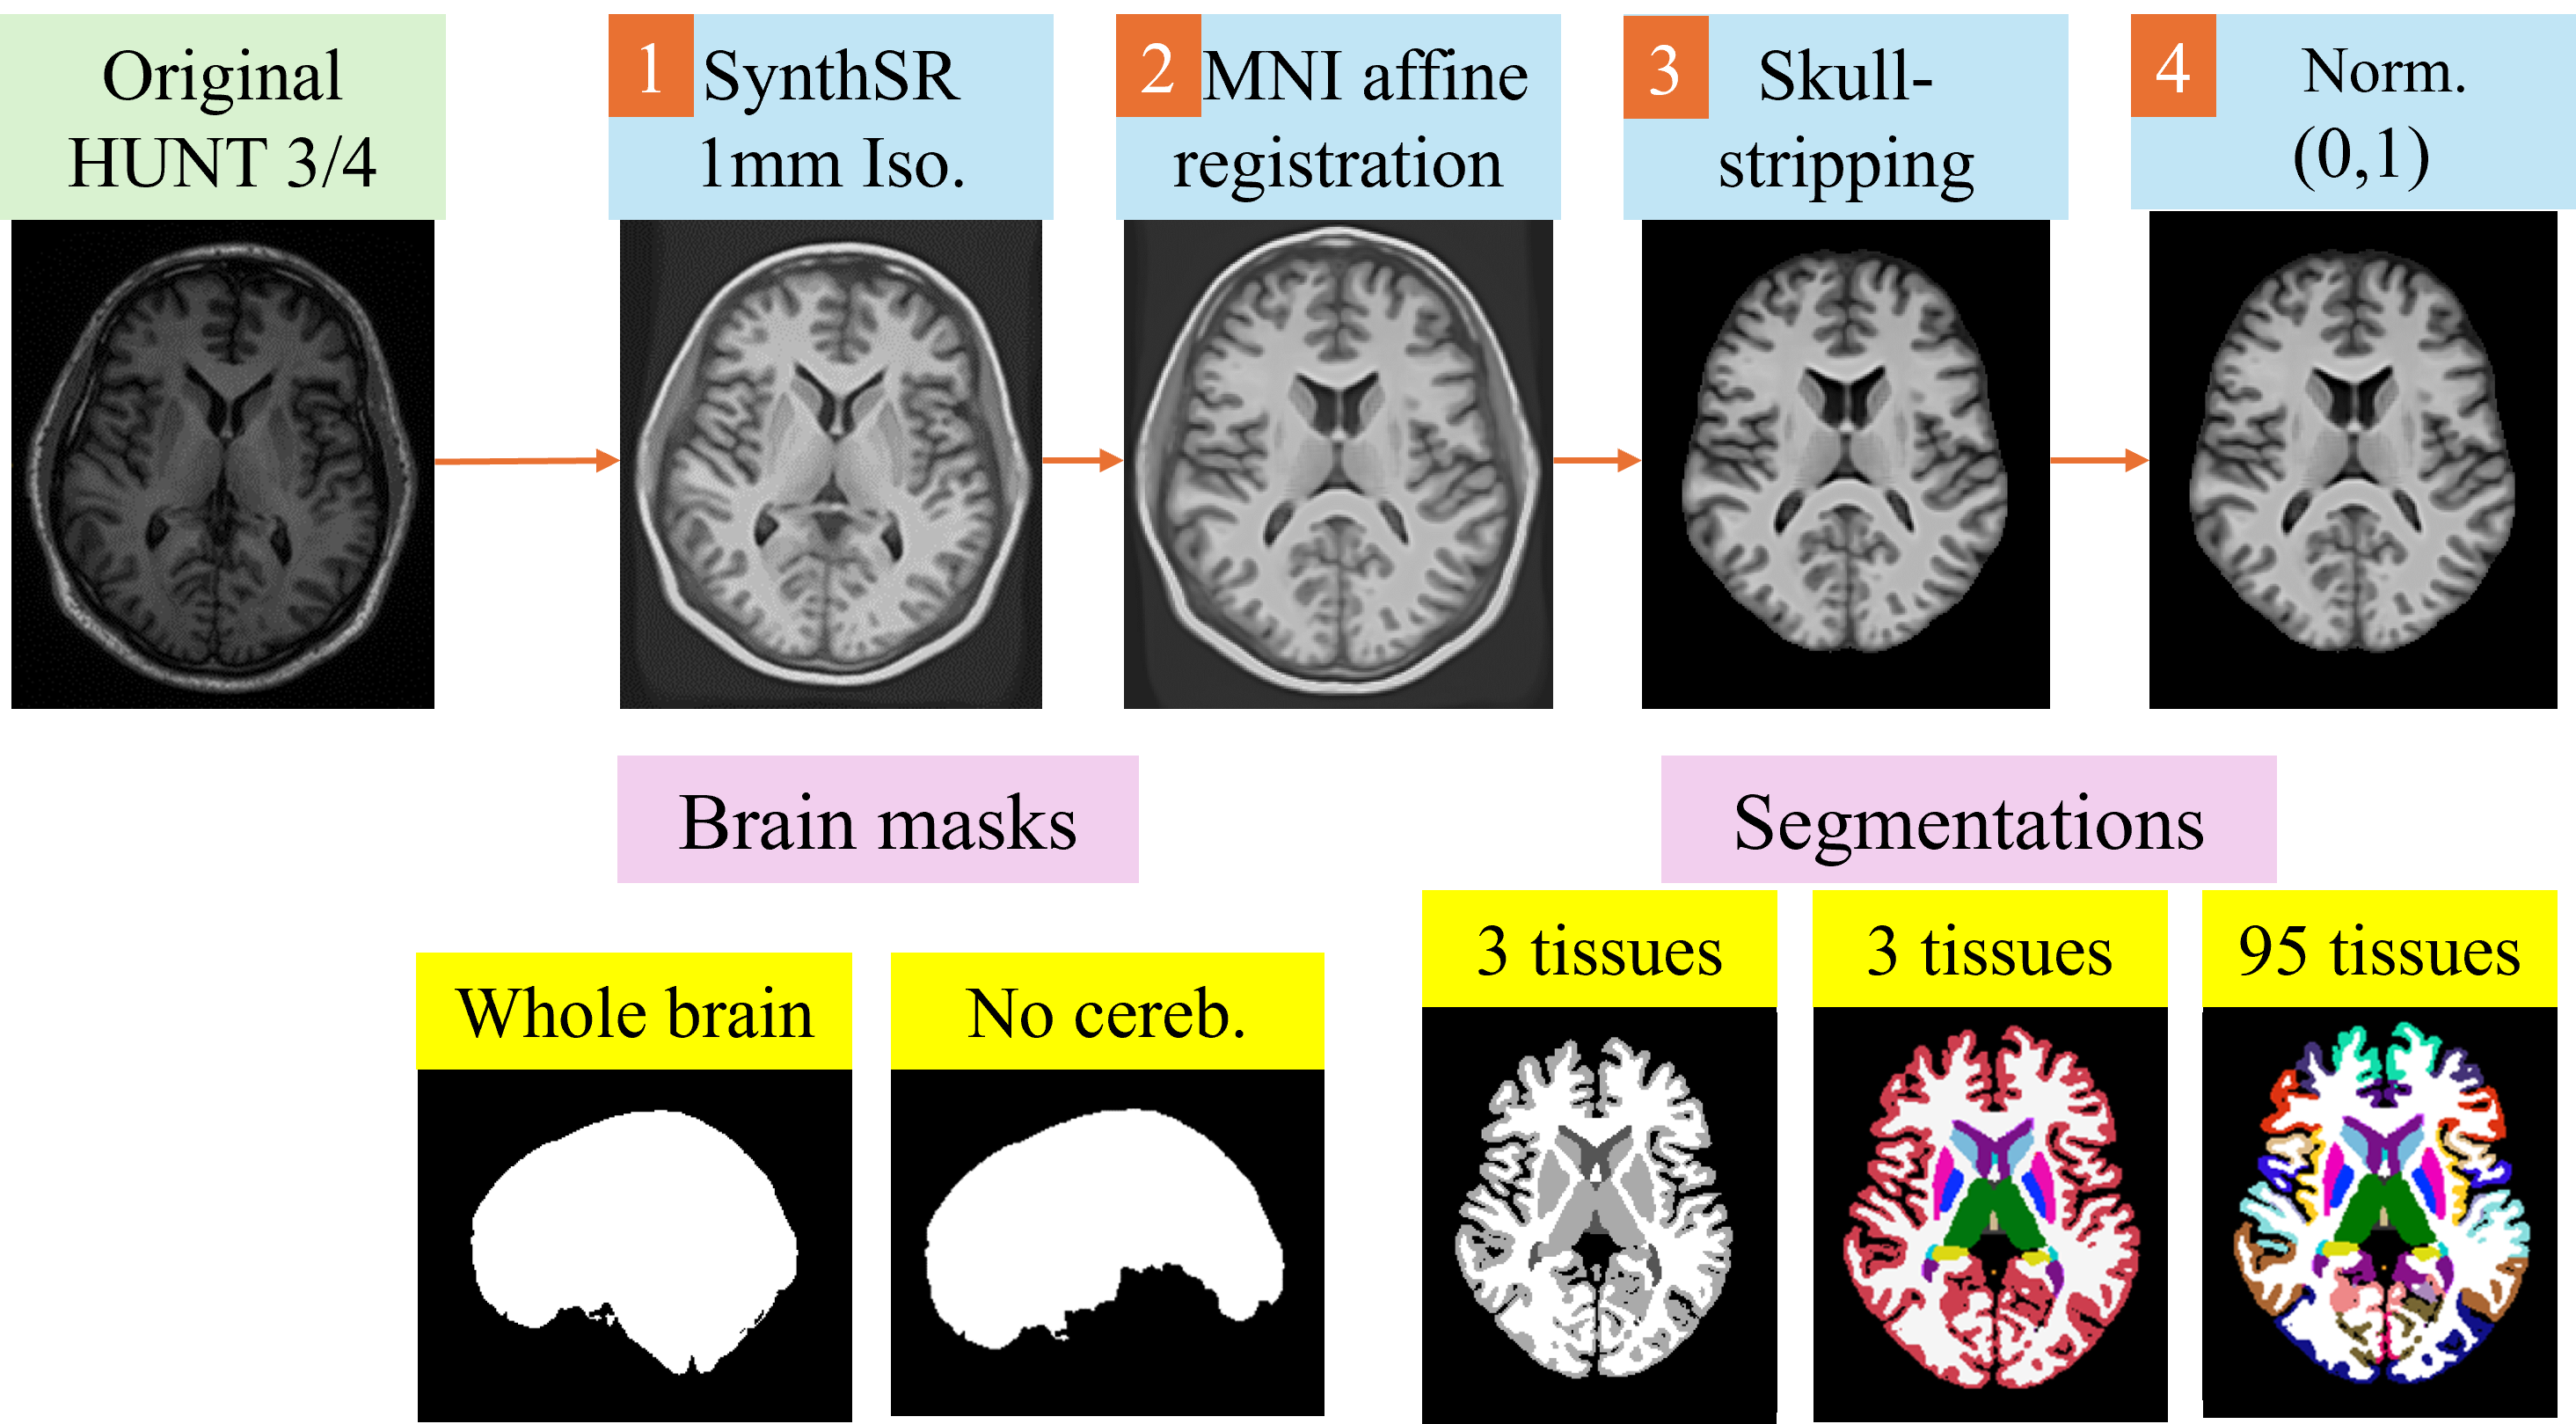 Original
HUNT 3/4
1
SynthSR
1mm Iso.
2
MNI affine
registration
3
Skull-
stripping
4
Norm.
(0,1)
Brain masks
Segmentations
Whole brain
No cereb.
3 tissues
3 tissues
95 tissues